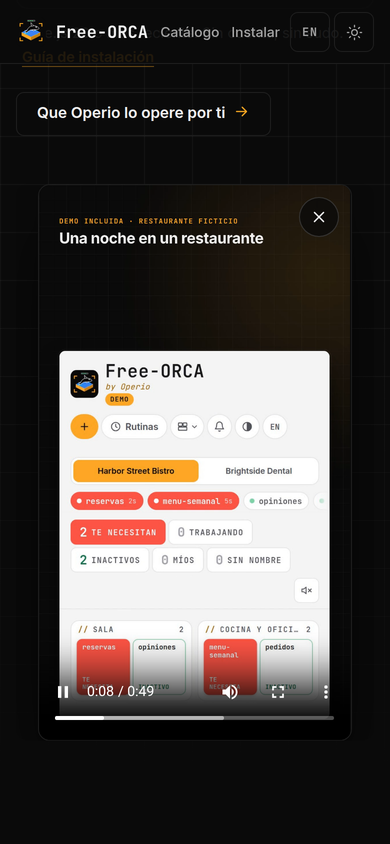 Free-ORCA
Catálogo
Instalar
EN
Guía de instalación
Que Operio lo opere por ti →
DEMO INCLUIDA · RESTAURANTE FICTICIO
Una noche en un restaurante
Free-ORCA
by Operio
DEMO
+
Rutinas
EN
Harbor Street Bistro
Brightside Dental
reservas 2s
menu-semanal 5s
opiniones
2 TE NECESITAN
0 TRABAJANDO
2 INACTIVOS
0 MÍOS
0 SIN NOMBRE
// SALA 2
// COCINA Y OFICI… 2
reservas
opiniones
menu-
semanal
pedidos
TE
TE
0:08 / 0:49